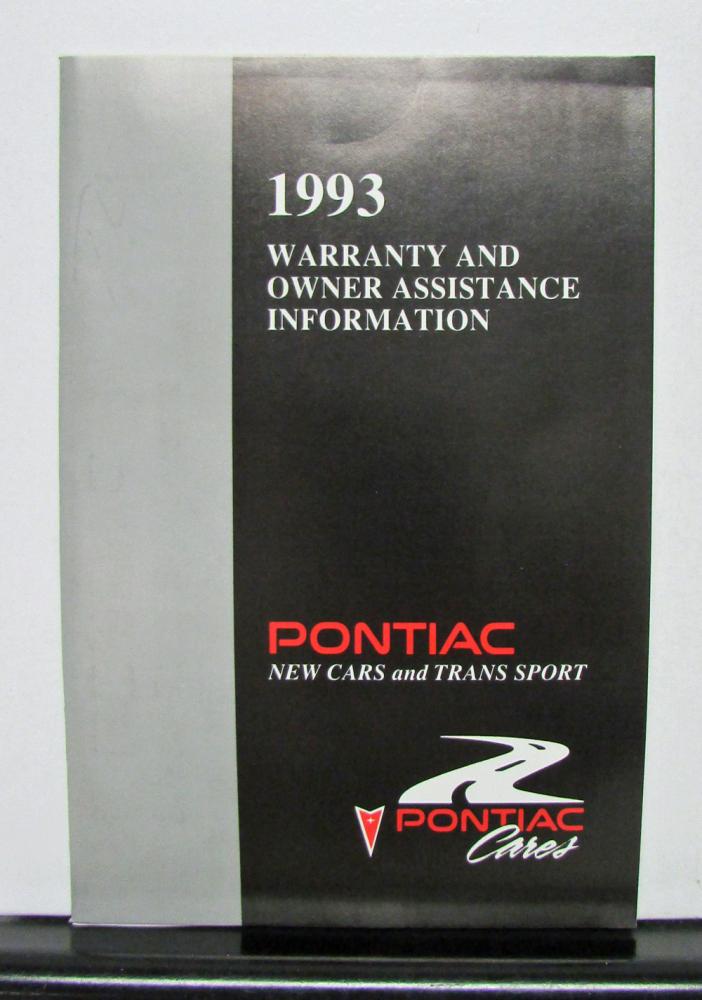 1993
WARRANTY AND
OWNER ASSISTANCE
INFORMATION
PONTIAC
NEW CARS and TRANS SPORT
PONTIAC
Cares